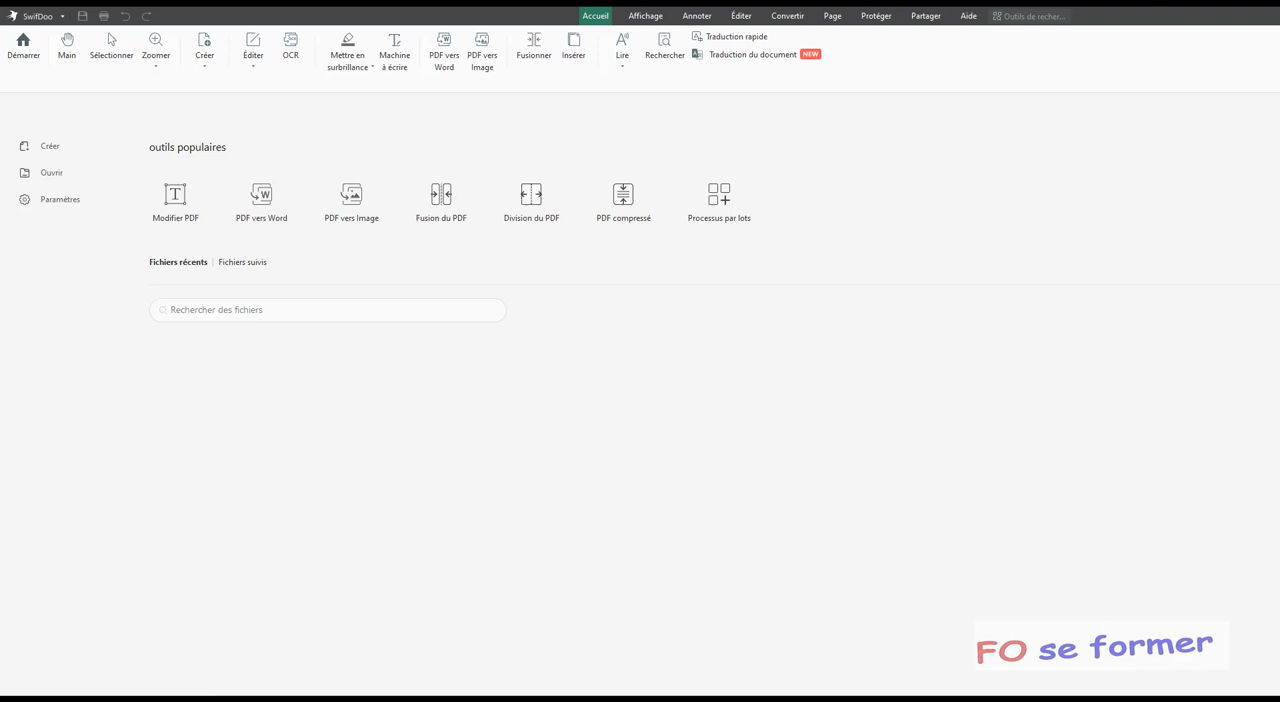 SwifDoo
Accueil Affichage Annoter Éditer Convertir Page Protéger Partager Aide Outils de recher...
Démarrer Main Sélectionner Zoomer Créer Éditer OCR Mettre en surbrillance Machine à écrire PDF vers Word PDF vers Image Fusionner Insérer Lire Rechercher
Traduction rapide
Traduction du document NEW
Créer
Ouvrir
Paramètres
outils populaires
Modifier PDF PDF vers Word PDF vers Image Fusion du PDF Division du PDF PDF compressé Processus par lots
Fichiers récents Fichiers suivis
Rechercher des fichiers
FO se former